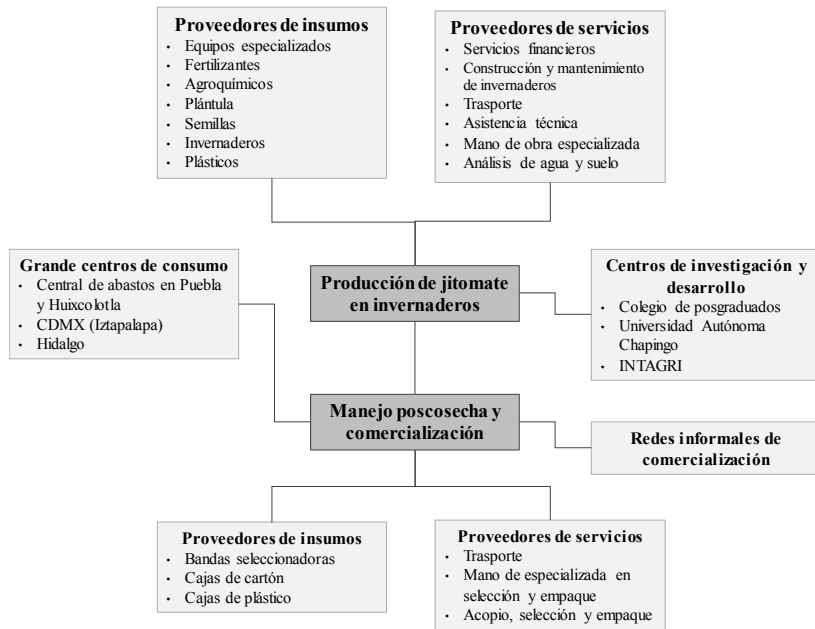 Proveedores de insumos
• Equipos especializados
• Fertilizantes
• Agroquímicos
• Plántula
• Semillas
• Invernaderos
• Plásticos
Proveedores de servicios
• Servicios financieros
• Construcción y mantenimiento
de invernaderos
• Trasporte
• Asistencia técnica
• Mano de obra especializada
• Análisis de agua y suelo
Grande centros de consumo
• Central de abastos en Puebla
y Huixcolotla
• CDMX (Iztapalapa)
• Hidalgo
Producción de jitomate
en invernaderos
Centros de investigación y
desarrollo
• Colegio de posgraduados
• Universidad Autónoma
Chapingo
• INTAGRI
Manejo poscosecha y
comercialización
Redes informales de
comercialización
Proveedores de insumos
• Bandas seleccionadoras
• Cajas de cartón
• Cajas de plástico
Proveedores de servicios
• Trasporte
• Mano de especializada en
selección y empaque
• Acopio, selección y empaque